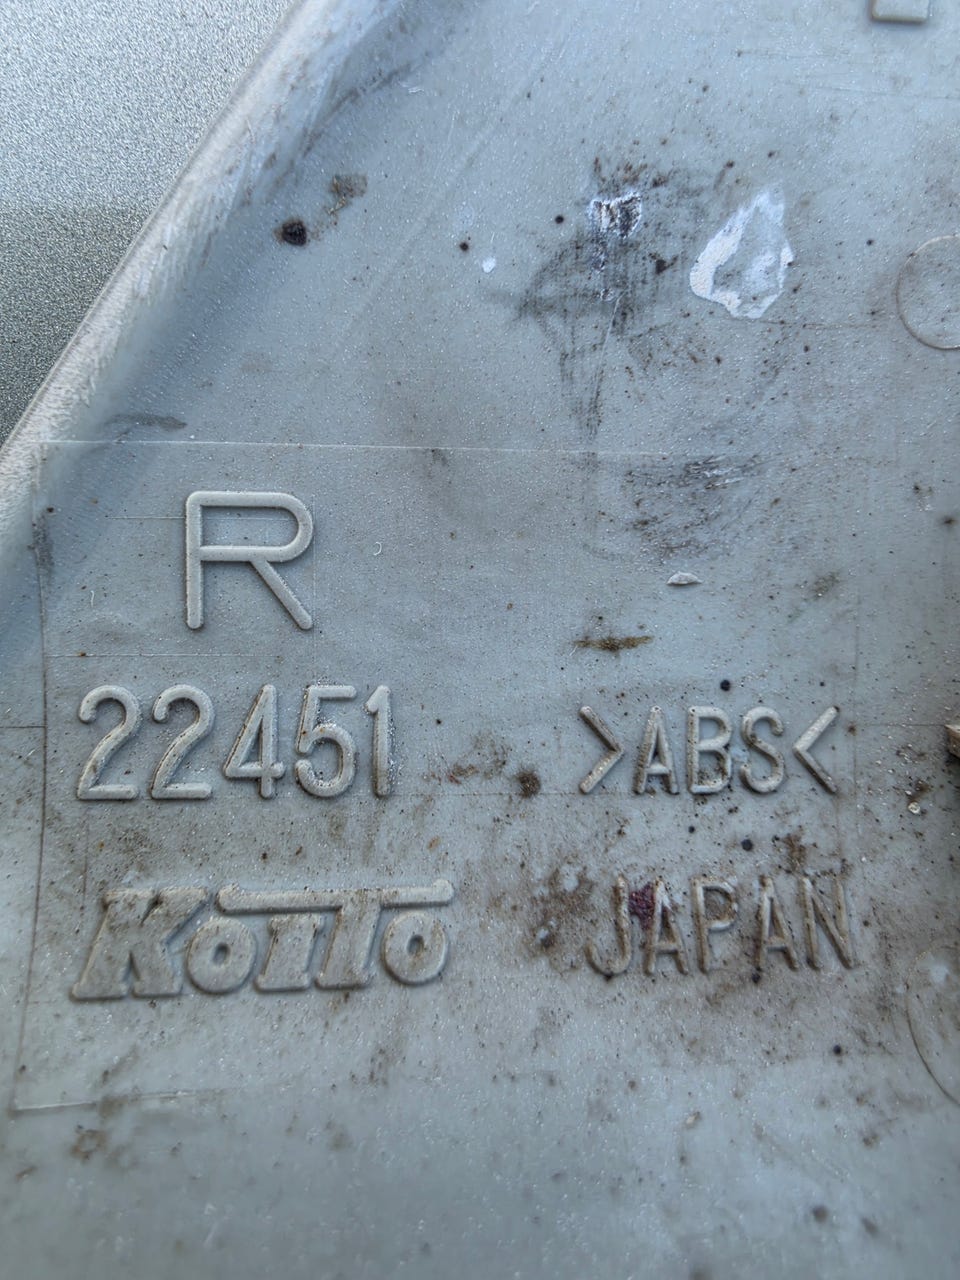 R
22451 >ABS<
KOITO JAPAN